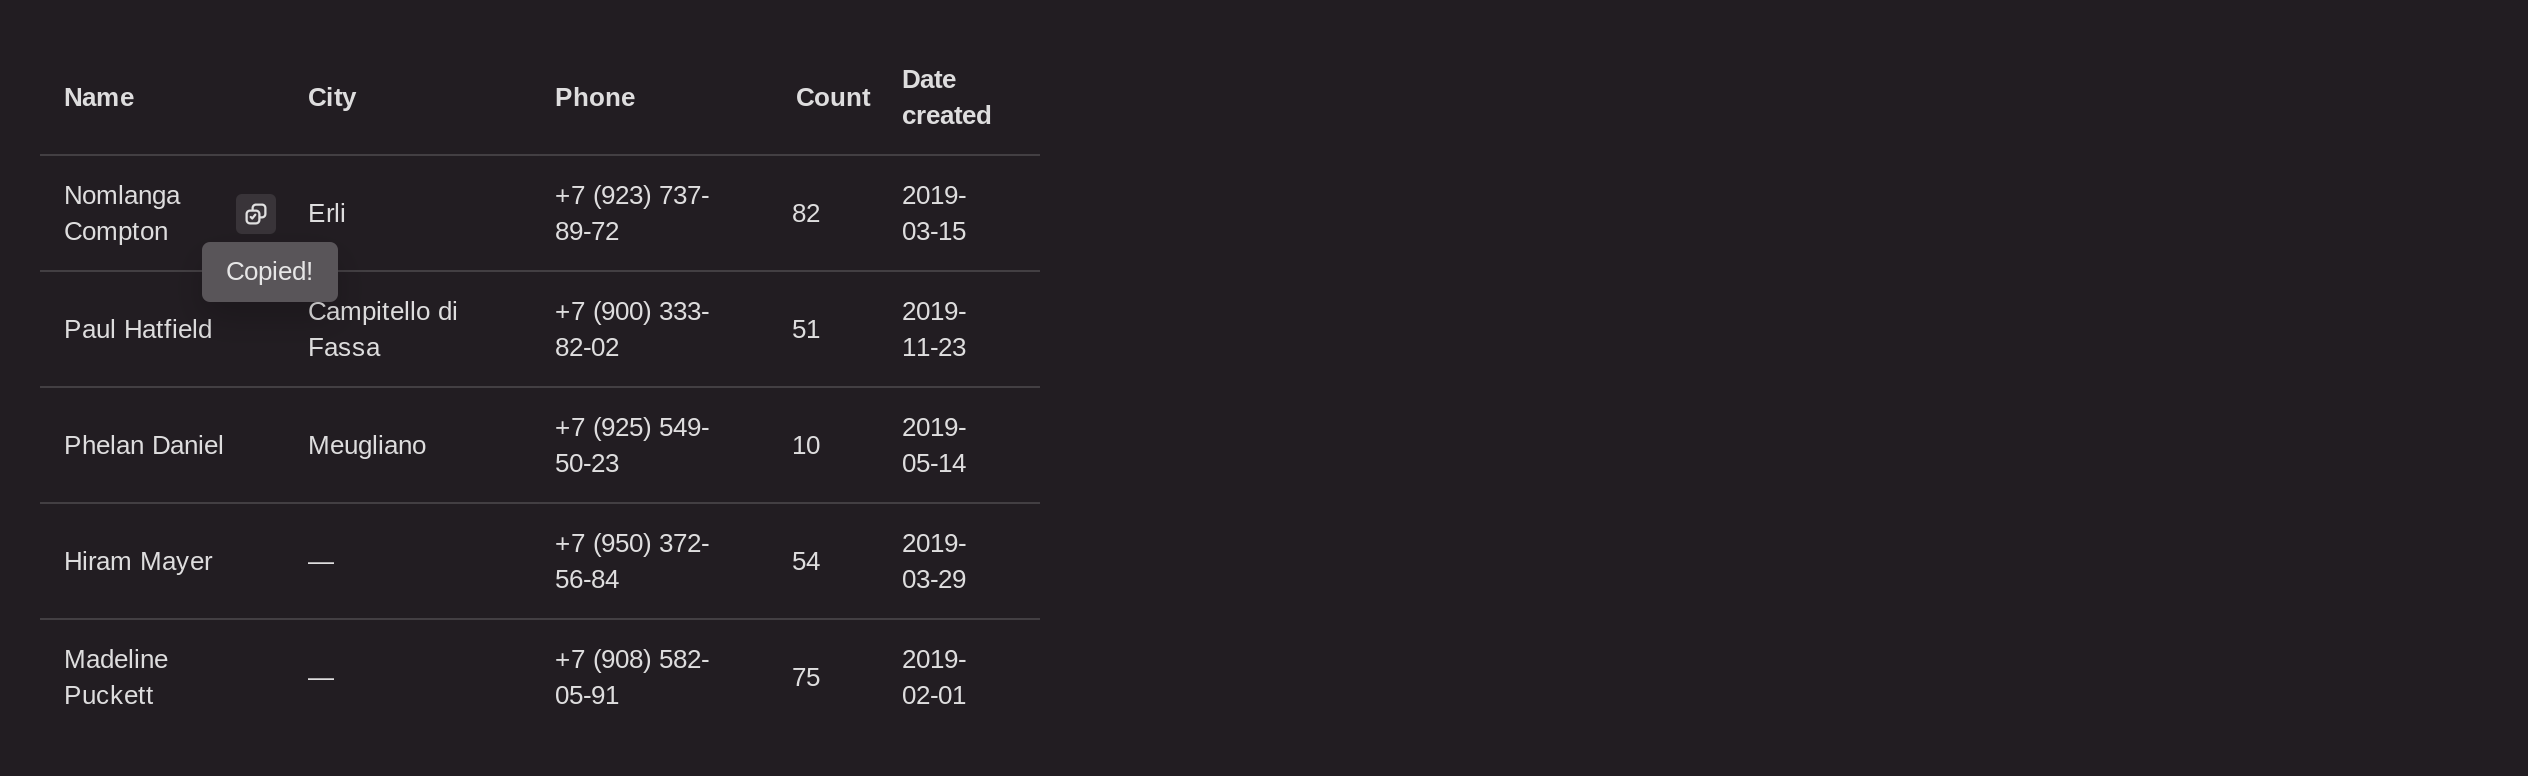 Name City Phone Count Date created
Nomlanga Compton Erli +7 (923) 737-89-72 82 2019-03-15
Copied!
Paul Hatfield Campitello di Fassa +7 (900) 333-82-02 51 2019-11-23
Phelan Daniel Meugliano +7 (925) 549-50-23 10 2019-05-14
Hiram Mayer — +7 (950) 372-56-84 54 2019-03-29
Madeline Puckett — +7 (908) 582-05-91 75 2019-02-01